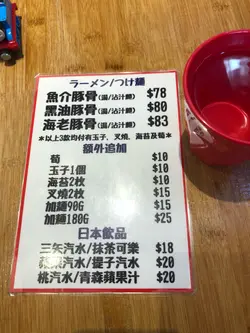 ラーメン/つけ麵
魚介豚骨(湯/沾汁麵) $78
黑油豚骨(湯/沾汁麵) $80
海老豚骨(湯/沾汁麵) $83
*以上3款均付有玉子、叉燒、海苔及筍*
額外追加
筍 $10
玉子1個 $10
海苔2枚 $10
叉燒2枚 $15
加麵90G $15
加麵180G $25
日本飲品
三矢汽水/抹茶可樂 $18
蘋果汽水/提子汽水 $20
桃汽水/青森蘋果汁 $20